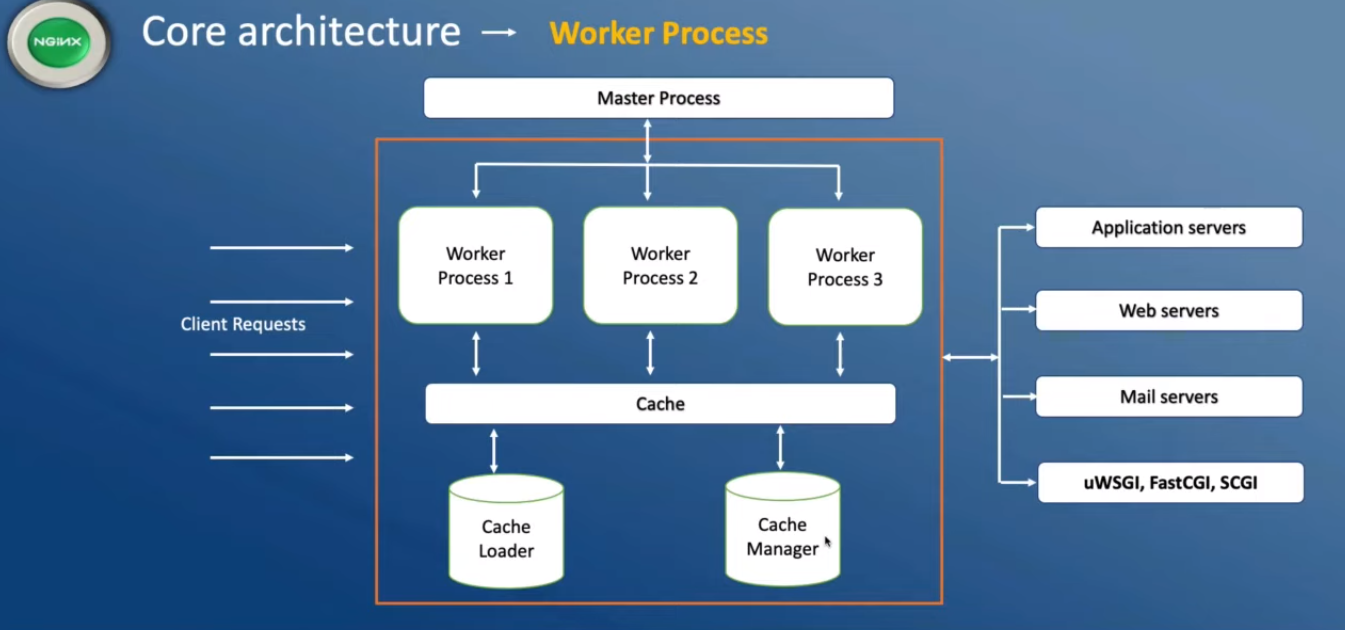 NGINX
Core architecture → Worker Process
Master Process
Worker
Process 1
Worker
Process 2
Worker
Process 3
Client Requests
Cache
Cache
Loader
Cache
Manager
Application servers
Web servers
Mail servers
uWSGI, FastCGI, SCGI